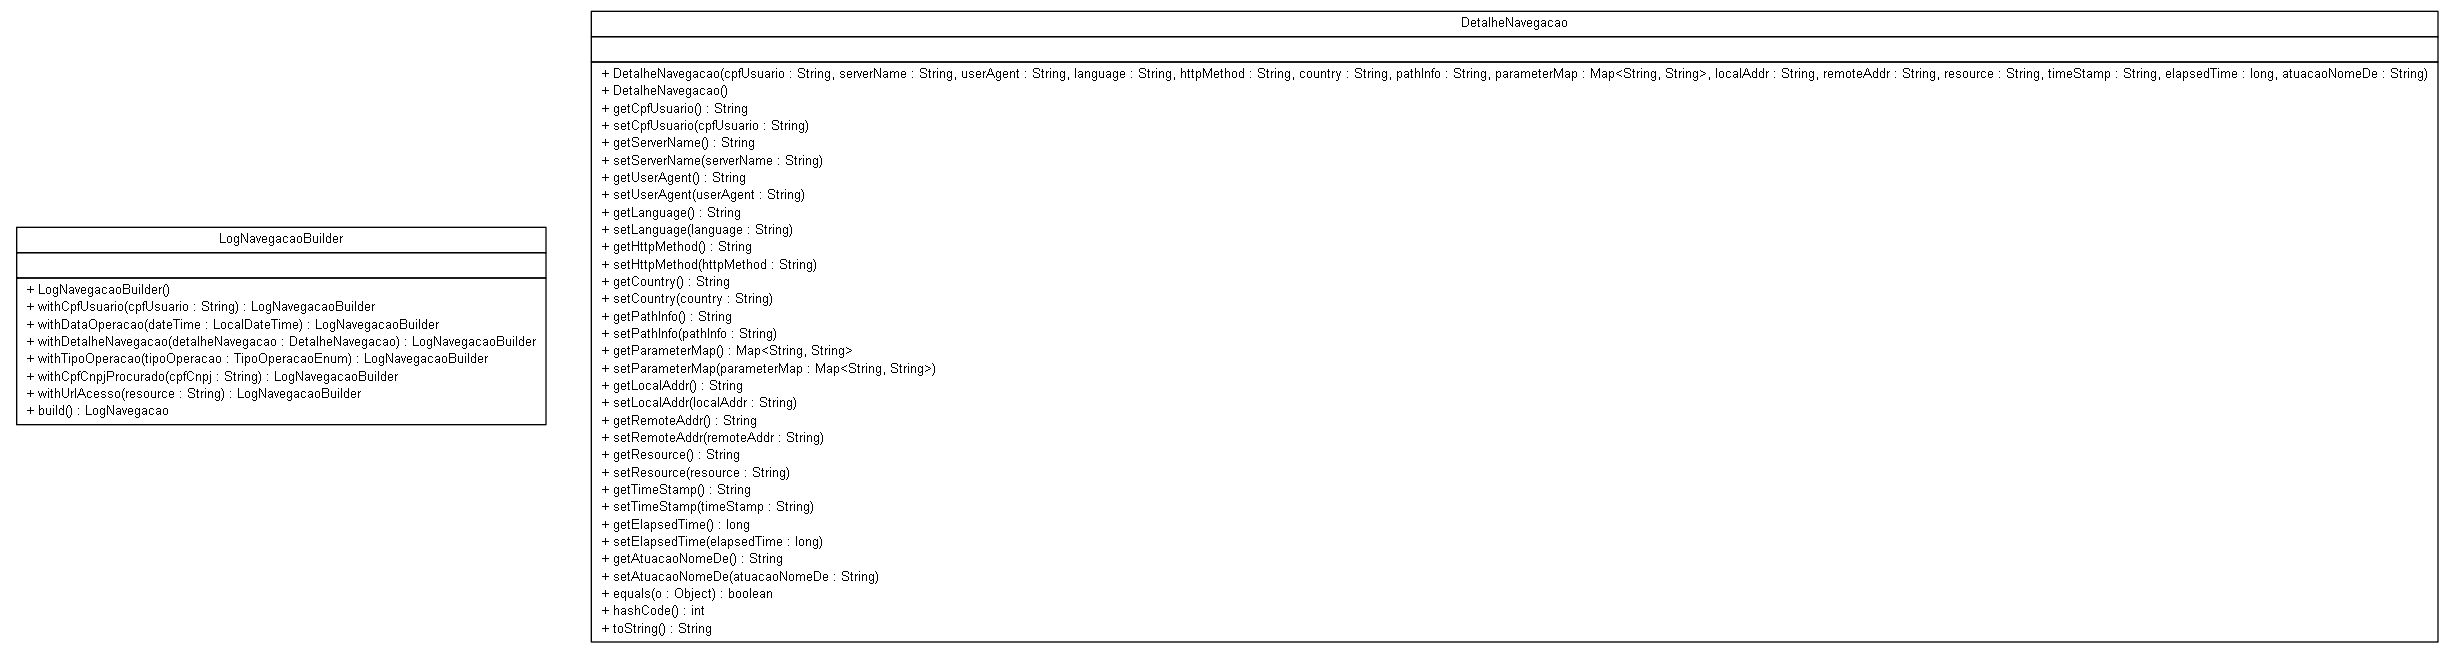 LogNavegacaoBuilder
+ LogNavegacaoBuilder()
+ withCpfUsuario(cpfUsuario : String) : LogNavegacaoBuilder
+ withDataOperacao(dateTime : LocalDateTime) : LogNavegacaoBuilder
+ withDetalheNavegacao(detalheNavegacao : DetalheNavegacao) : LogNavegacaoBuilder
+ withTipoOperacao(tipoOperacao : TipoOperacaoEnum) : LogNavegacaoBuilder
+ withCpfCnpjProcurado(cpfCnpj : String) : LogNavegacaoBuilder
+ withUrlAcesso(resource : String) : LogNavegacaoBuilder
+ build() : LogNavegacao
DetalheNavegacao
+ DetalheNavegacao(cpfUsuario : String, serverName : String, userAgent : String, language : String, httpMethod : String, country : String, pathInfo : String, parameterMap : Map<String, String>, localAddr : String, remoteAddr : String, resource : String, timeStamp : String, elapsedTime : long, atuacaoNomeDe : String)
+ DetalheNavegacao()
+ getCpfUsuario() : String
+ setCpfUsuario(cpfUsuario : String)
+ getServerName() : String
+ setServerName(serverName : String)
+ getUserAgent() : String
+ setUserAgent(userAgent : String)
+ getLanguage() : String
+ setLanguage(language : String)
+ getHttpMethod() : String
+ setHttpMethod(httpMethod : String)
+ getCountry() : String
+ setCountry(country : String)
+ getPathInfo() : String
+ setPathInfo(pathInfo : String)
+ getParameterMap() : Map<String, String>
+ setParameterMap(parameterMap : Map<String, String>)
+ getLocalAddr() : String
+ setLocalAddr(localAddr : String)
+ getRemoteAddr() : String
+ setRemoteAddr(remoteAddr : String)
+ getResource() : String
+ setResource(resource : String)
+ getTimeStamp() : String
+ setTimeStamp(timeStamp : String)
+ getElapsedTime() : long
+ setElapsedTime(elapsedTime : long)
+ getAtuacaoNomeDe() : String
+ setAtuacaoNomeDe(atuacaoNomeDe : String)
+ equals(o : Object) : boolean
+ hashCode() : int
+ toString() : String